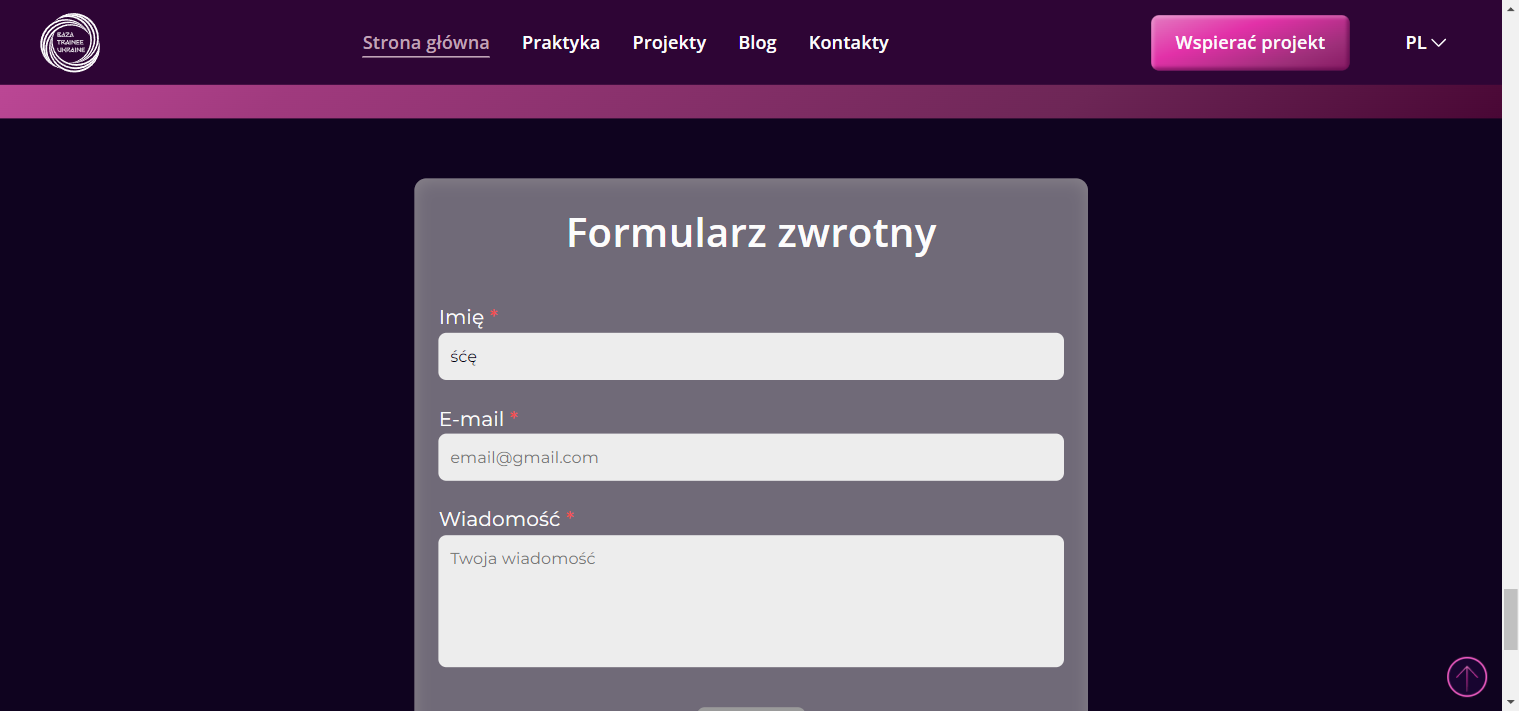 BAZA
TRAINEE
UKRAINE
Strona główna Praktyka Projekty Blog Kontakty Wspierać projekt PL
Formularz zwrotny
Imię *
śćę
E-mail *
email@gmail.com
Wiadomość *
Twoja wiadomość